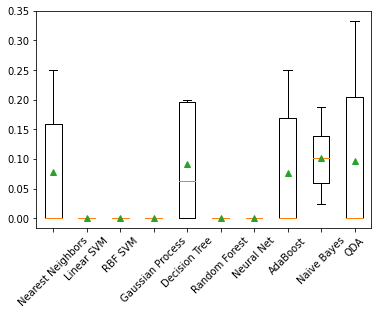 0.35
0.30
0.25
0.20
0.15
0.10
0.05
0.00
Nearest Neighbors
Linear SVM
RBF SVM
Gaussian Process
Decision Tree
Random Forest
Neural Net
AdaBoost
Naive Bayes
QDA